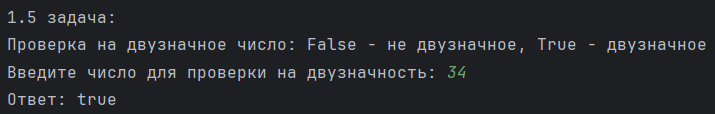 1.5 задача:
Проверка на двузначное число: False - не двузначное, True - двузначное
Введите число для проверки на двузначность: 34
Ответ: true